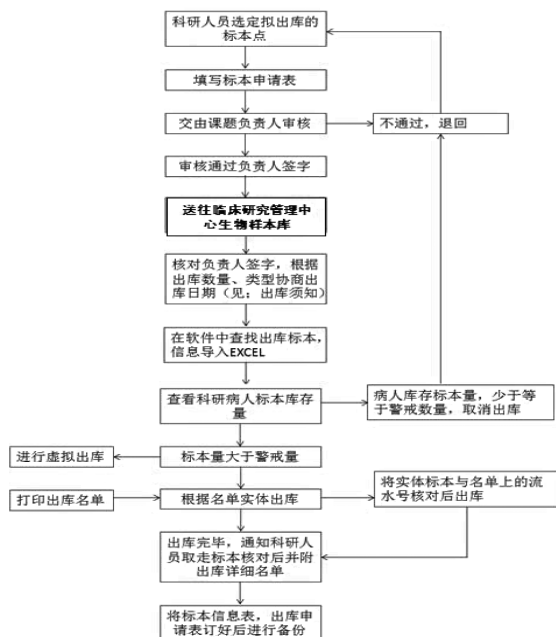 科研人员选定拟出库的
标本点
填写标本申请表
交由课题负责人审核
不通过，退回
审核通过负责人签字
送往临床研究管理中
心生物样本库
核对负责人签字，根据
出库数量、类型协商出
库日期（见：出库须知）
在软件中查找出库标本，
信息导入EXCEL
查看科研病人标本库存
量
病人库存标本量，少于等
于警戒数量，取消出库
进行虚拟出库
标本量大于警戒量
打印出库名单
根据名单实体出库
将实体标本与名单上的流
水号核对后出库
出库完毕，通知科研人
员取走标本核对后并附
出库详细名单
将标本信息表，出库申
请表订好后进行备份